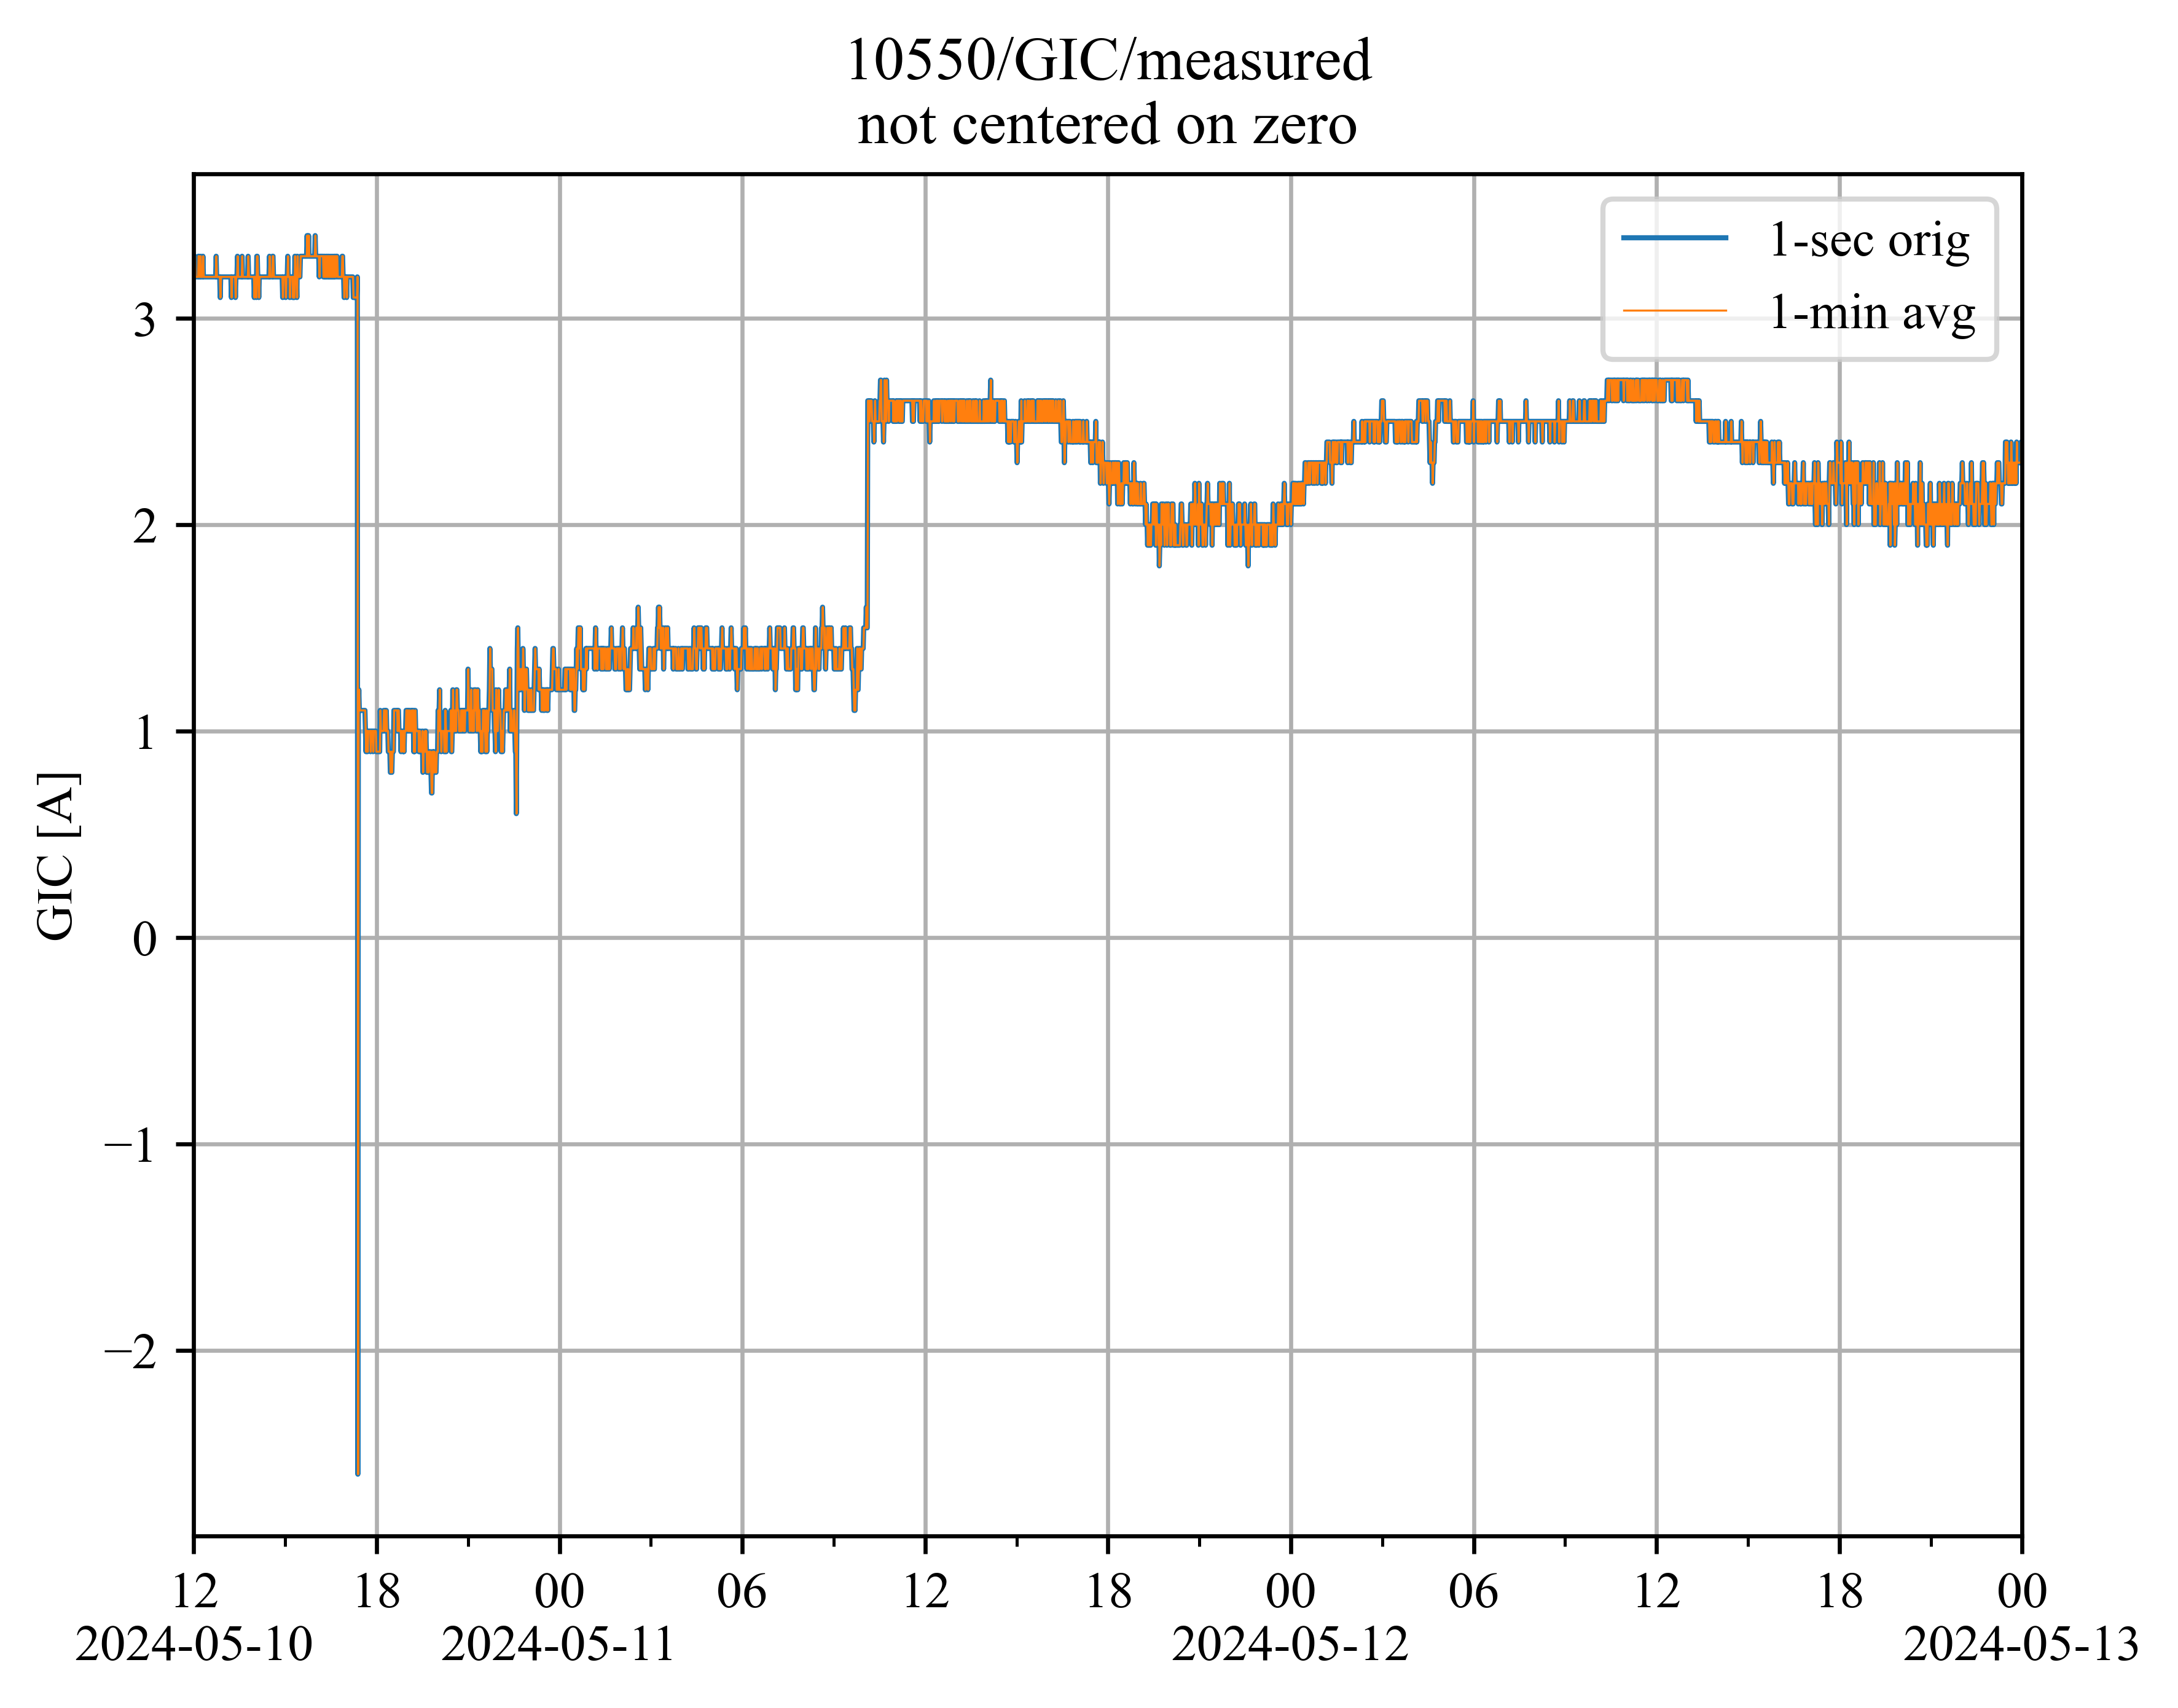 10550/GIC/measured
not centered on zero
1-sec orig
1-min avg
GIC [A]
3
2
1
0
−1
−2
12 18 00 06 12 18 00 06 12 18 00
2024-05-10 2024-05-11 2024-05-12 2024-05-13